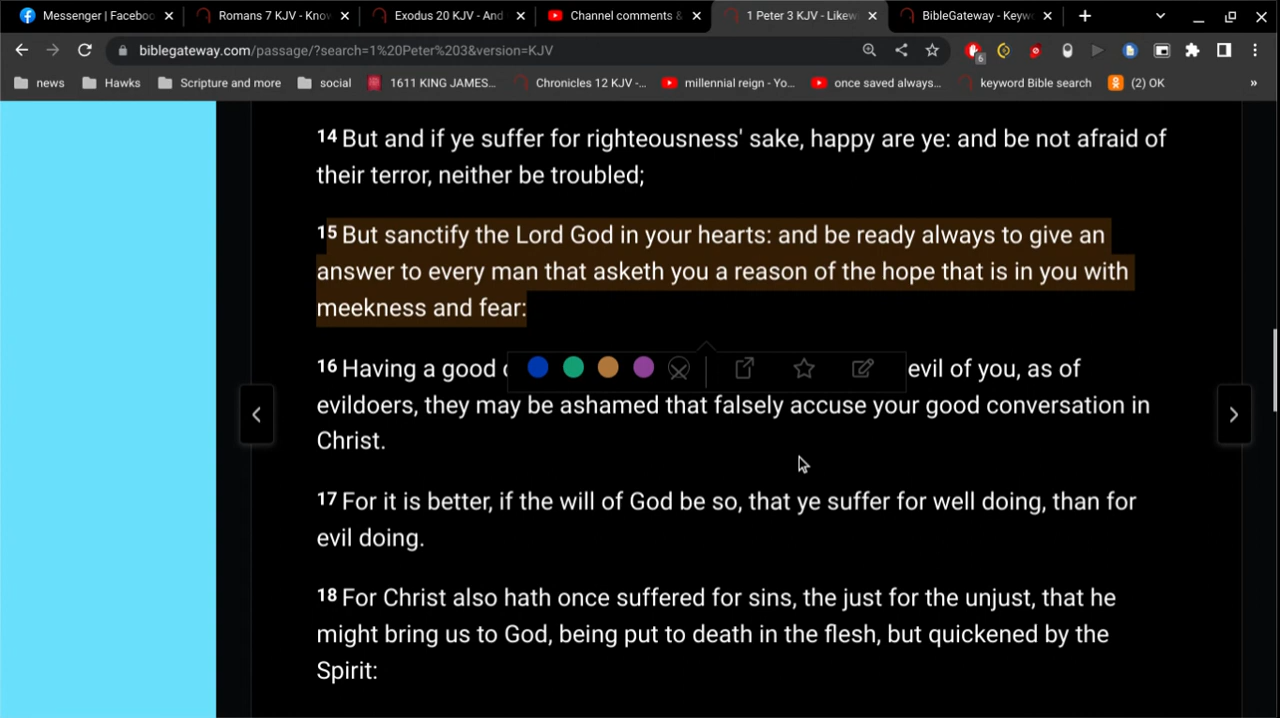 Messenger | Faceboo
Romans 7 KJV - Know
Exodus 20 KJV - And
Channel comments &
1 Peter 3 KJV - Likew
BibleGateway - Keyw
biblegateway.com/passage/?search=1%20Peter%203&version=KJV
6
news
Hawks
Scripture and more
social
1611 KING JAMES...
Chronicles 12 KJV -...
millennial reign - Yo...
once saved always...
keyword Bible search
(2) OK
»
14 But and if ye suffer for righteousness' sake, happy are ye: and be not afraid of
their terror, neither be troubled;
15 But sanctify the Lord God in your hearts: and be ready always to give an
answer to every man that asketh you a reason of the hope that is in you with
meekness and fear:
16 Having a good evil of you, as of
evildoers, they may be ashamed that falsely accuse your good conversation in
Christ.
17 For it is better, if the will of God be so, that ye suffer for well doing, than for
evil doing.
18 For Christ also hath once suffered for sins, the just for the unjust, that he
might bring us to God, being put to death in the flesh, but quickened by the
Spirit: